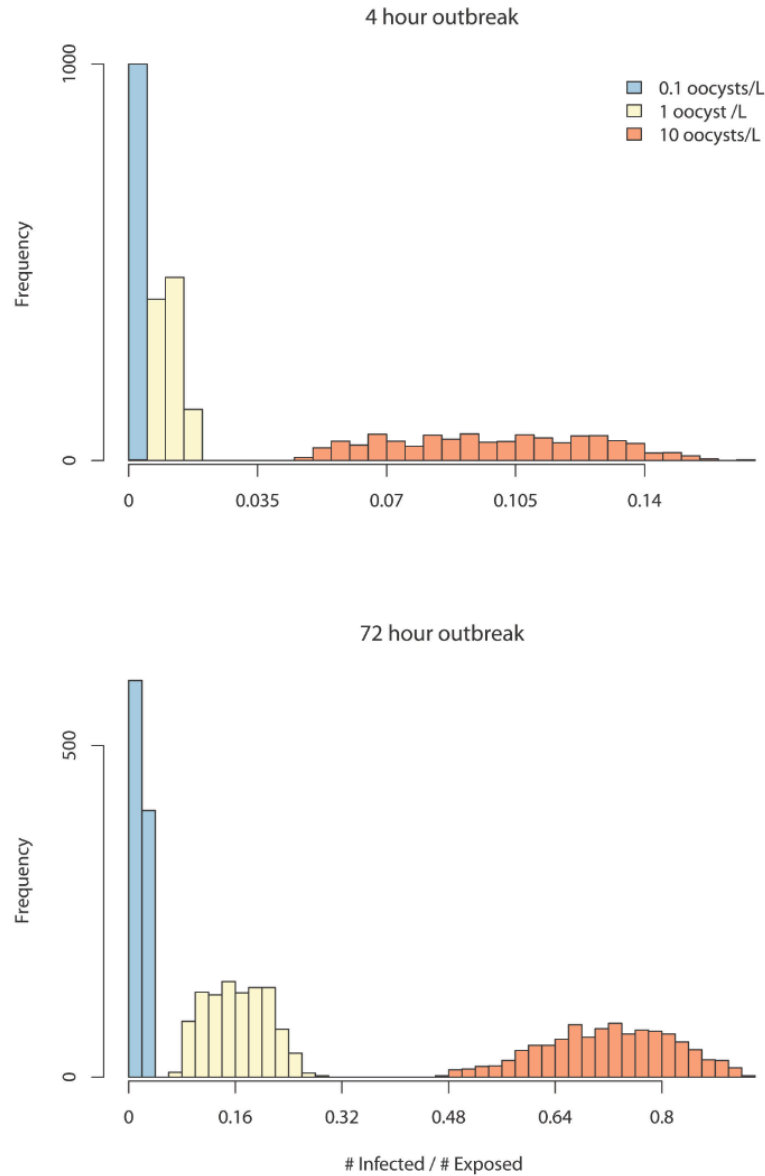 4 hour outbreak
1000
0.1 oocysts/L
1 oocyst /L
10 oocysts/L
Frequency
0
0 0.035 0.07 0.105 0.14
72 hour outbreak
500
Frequency
0
0 0.16 0.32 0.48 0.64 0.8
# Infected / # Exposed